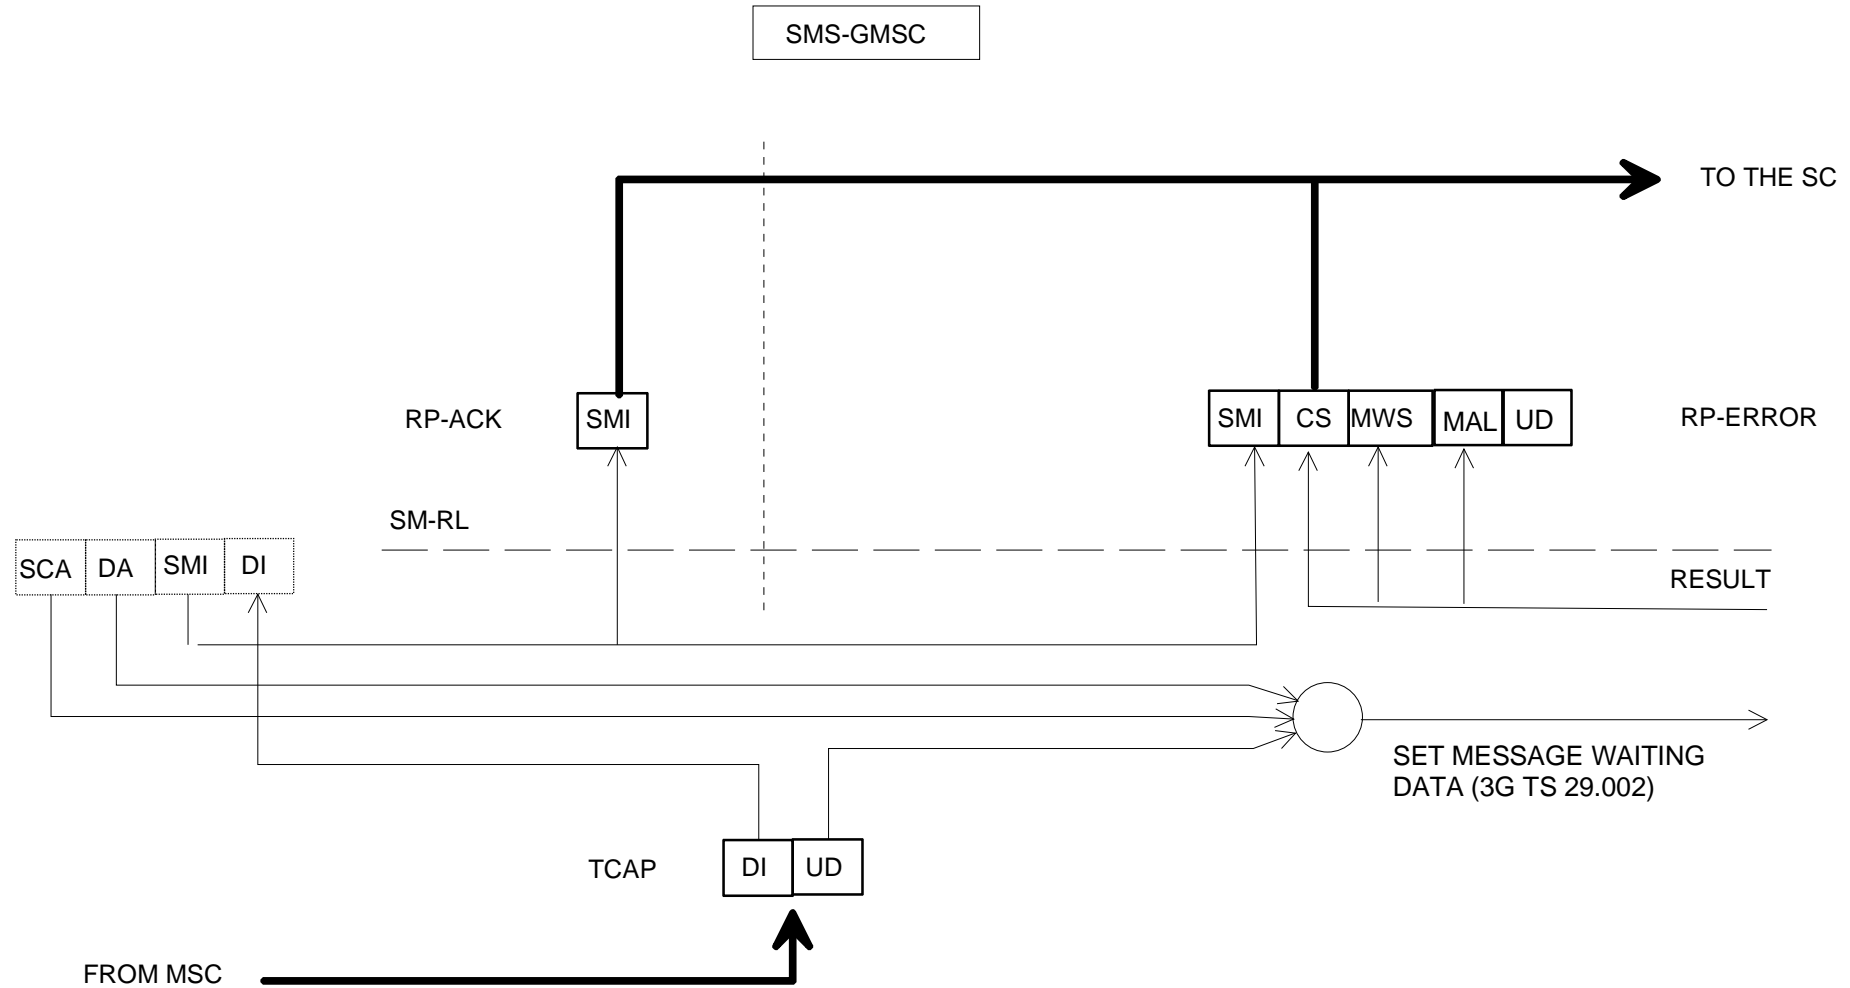 SMS-GMSC
TO THE SC
RP-ACK
SMI
SMI CS MWS MAL UD
RP-ERROR
SM-RL
SCA DA SMI DI
RESULT
SET MESSAGE WAITING
DATA (3G TS 29.002)
TCAP
DI UD
FROM MSC